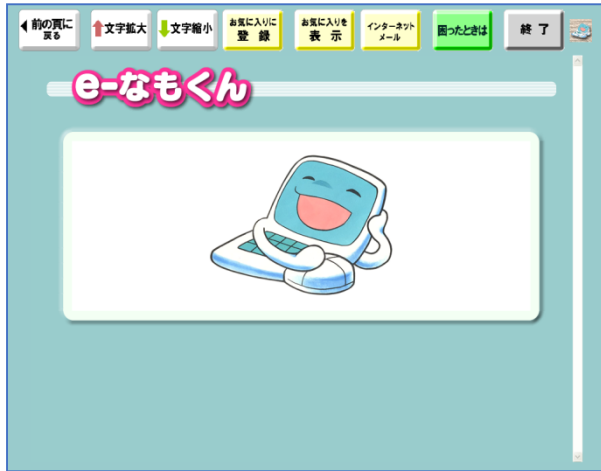 前の頁に
戻る
文字拡大
文字縮小
お気に入りに
登 録
お気に入りを
表 示
インターネット
メール
困ったときは
終 了
e-なもくん